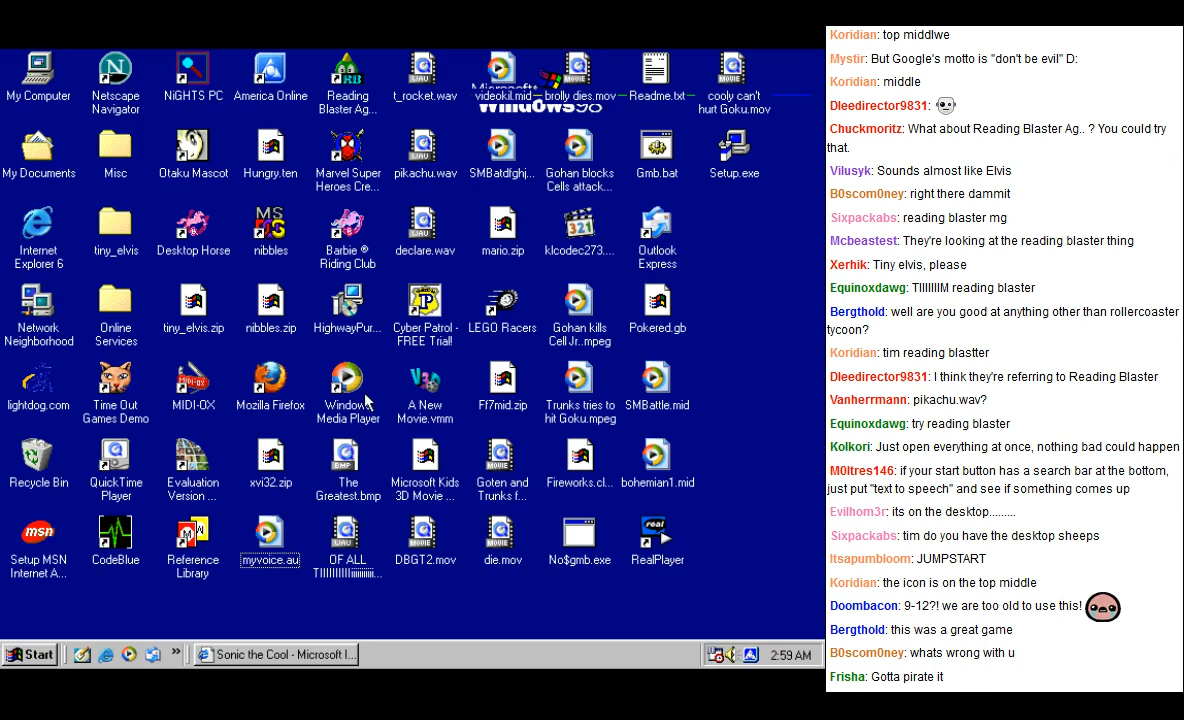 My Computer
Netscape
Navigator
NiGHTS PC
America Online
Reading
Blaster Ag...
t_rocket.wav
videokil.mid
brolly dies.mov
Readme.txt
cooly can't
hurt Goku.mov
Microsoft
Windows98
My Documents
Misc
Otaku Mascot
Hungry.ten
Marvel Super
Heroes Cre...
pikachu.wav
SMBatdfghj...
Gohan blocks
Cells attack...
Gmb.bat
Setup.exe
Internet
Explorer 6
tiny_elvis
Desktop Horse
nibbles
Barbie ®
Riding Club
declare.wav
mario.zip
klcodec273....
Outlook
Express
Network
Neighborhood
Online
Services
tiny_elvis.zip
nibbles.zip
HighwayPur...
Cyber Patrol -
FREE Trial!
LEGO Racers
Gohan kills
Cell Jr..mpeg
Pokered.gb
lightdog.com
Time Out
Games Demo
MIDI-OX
Mozilla Firefox
Windows
Media Player
A New
Movie.vmm
Ff7mid.zip
Trunks tries to
hit Goku.mpeg
SMBattle.mid
Recycle Bin
QuickTime
Player
Evaluation
Version ...
xvi32.zip
The
Greatest.bmp
Microsoft Kids
3D Movie ...
Goten and
Trunks f...
Fireworks.cl...
bohemian1.mid
Setup MSN
Internet A...
CodeBlue
Reference
Library
myvoice.au
OF ALL
TIIIIIIIIIIiiiiiiiiii...
DBGT2.mov
die.mov
No$gmb.exe
RealPlayer
Start
»
Sonic the Cool - Microsoft I...
2:59 AM
Koridian: top middlwe
Mystir: But Google's motto is "don't be evil" D:
Koridian: middle
Dleedirector9831:
Chuckmoritz: What about Reading Blaster Ag.. ? You could try
that.
Vilusyk: Sounds almost like Elvis
B0scom0ney: right there dammit
Sixpackabs: reading blaster mg
Mcbeastest: They're looking at the reading blaster thing
Xerhik: Tiny elvis, please
Equinoxdawg: TIIIIIIIM reading blaster
Bergthold: well are you good at anything other than rollercoaster
tycoon?
Koridian: tim reading blastter
Dleedirector9831: I think they're referring to Reading Blaster
Vanherrmann: pikachu.wav?
Equinoxdawg: try reading blaster
Kolkori: Just open everything at once, nothing bad could happen
M0ltres146: if your start button has a search bar at the bottom,
just put "text to speech" and see if something comes up
Evilhom3r: its on the desktop.........
Sixpackabs: tim do you have the desktop sheeps
Itsapumbloom: JUMPSTART
Koridian: the icon is on the top middle
Doombacon: 9-12?! we are too old to use this!
Bergthold: this was a great game
B0scom0ney: whats wrong with u
Frisha: Gotta pirate it